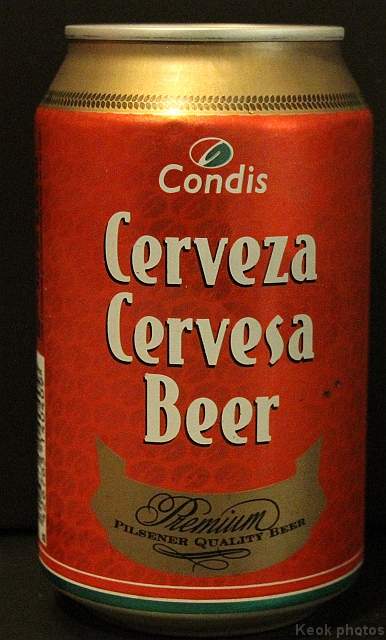 Condis
Cerveza
Cervesa
Beer
Premium
PILSENER QUALITY BEER
Keok photos